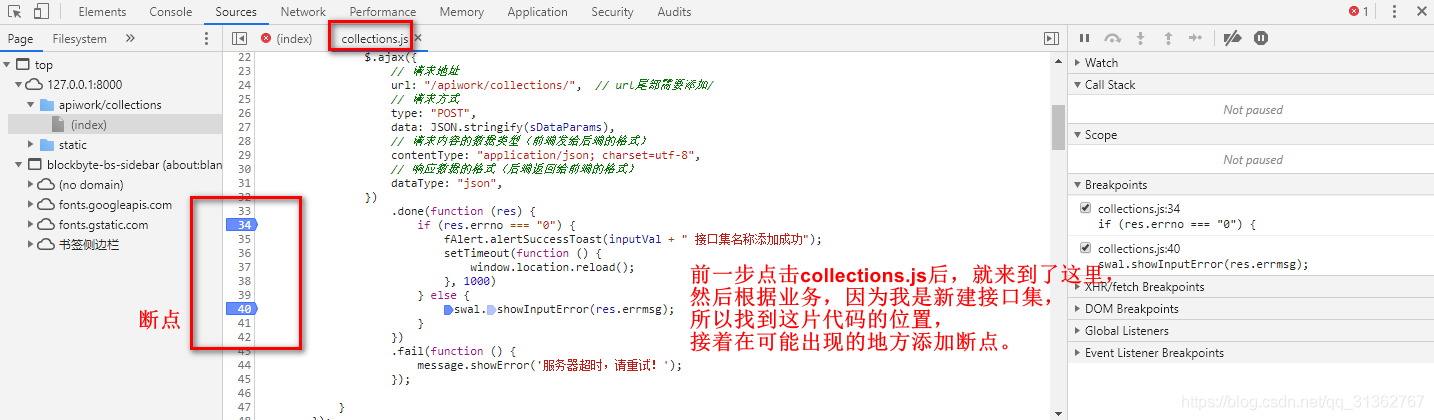 Elements Console Sources Network Performance Memory Application Security Audits 1
Page Filesystem » (index) collections.js ×
top
127.0.0.1:8000
apiwork/collections
(index)
static
blockbyte-bs-sidebar (about:blan
(no domain)
fonts.googleapis.com
fonts.gstatic.com
书签侧边栏
22 $.ajax({
23 // 请求地址
24 url: "/apiwork/collections/", // url尾部需要添加/
25 // 请求方式
26 type: "POST",
27 data: JSON.stringify(sDataParams),
28 // 请求内容的数据类型（前端发给后端的格式）
29 contentType: "application/json; charset=utf-8",
30 // 响应数据的格式（后端返回给前端的格式）
31 dataType: "json",
32 })
33 .done(function (res) {
34 if (res.errno === "0") {
35 fAlert.alertSuccessToast(inputVal + " 接口集名称添加成功");
36 setTimeout(function () {
37 window.location.reload();
38 }, 1000)
39 } else {
40 swal.showInputError(res.errmsg);
41 }
42 })
43 .fail(function () {
44 message.showError('服务器超时，请重试！');
45 });
46
47 }
48 });
断点
前一步点击collections.js后，就来到了这里，
然后根据业务，因为我是新建接口集，
所以找到这片代码的位置，
接着在可能出现的地方添加断点。
Watch
Call Stack
Not paused
Scope
Not paused
Breakpoints
collections.js:34
if (res.errno === "0") {
collections.js:40
swal.showInputError(res.errmsg);
XHR/fetch Breakpoints
DOM Breakpoints
Global Listeners
Event Listener Breakpoints
https://blog.csdn.net/qq_31362767